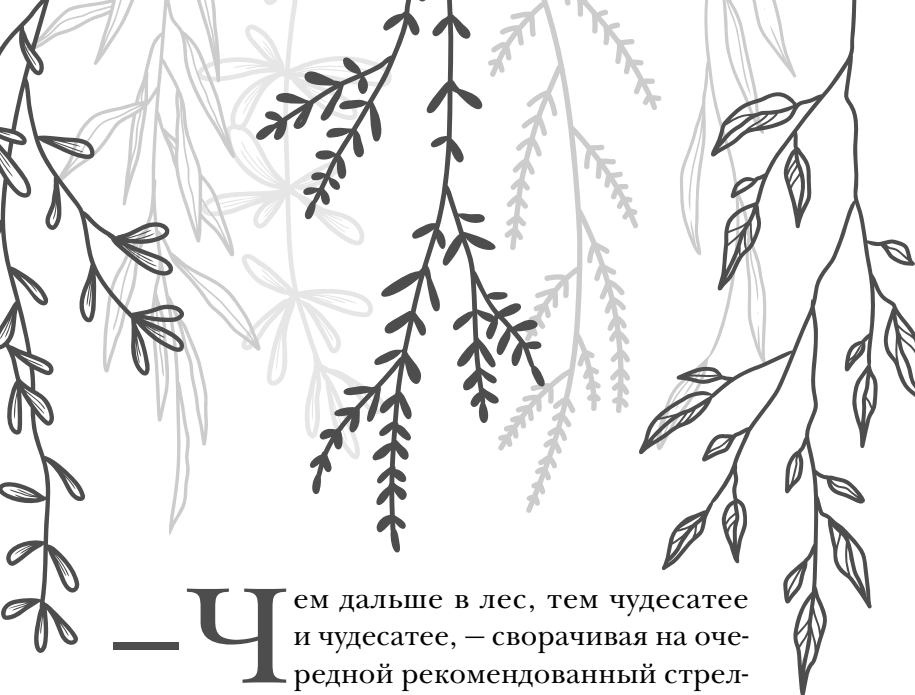 — Чем дальше в лес, тем чудесатее
и чудесатее, — сворачивая на оче-
редной рекомендованный стрел-